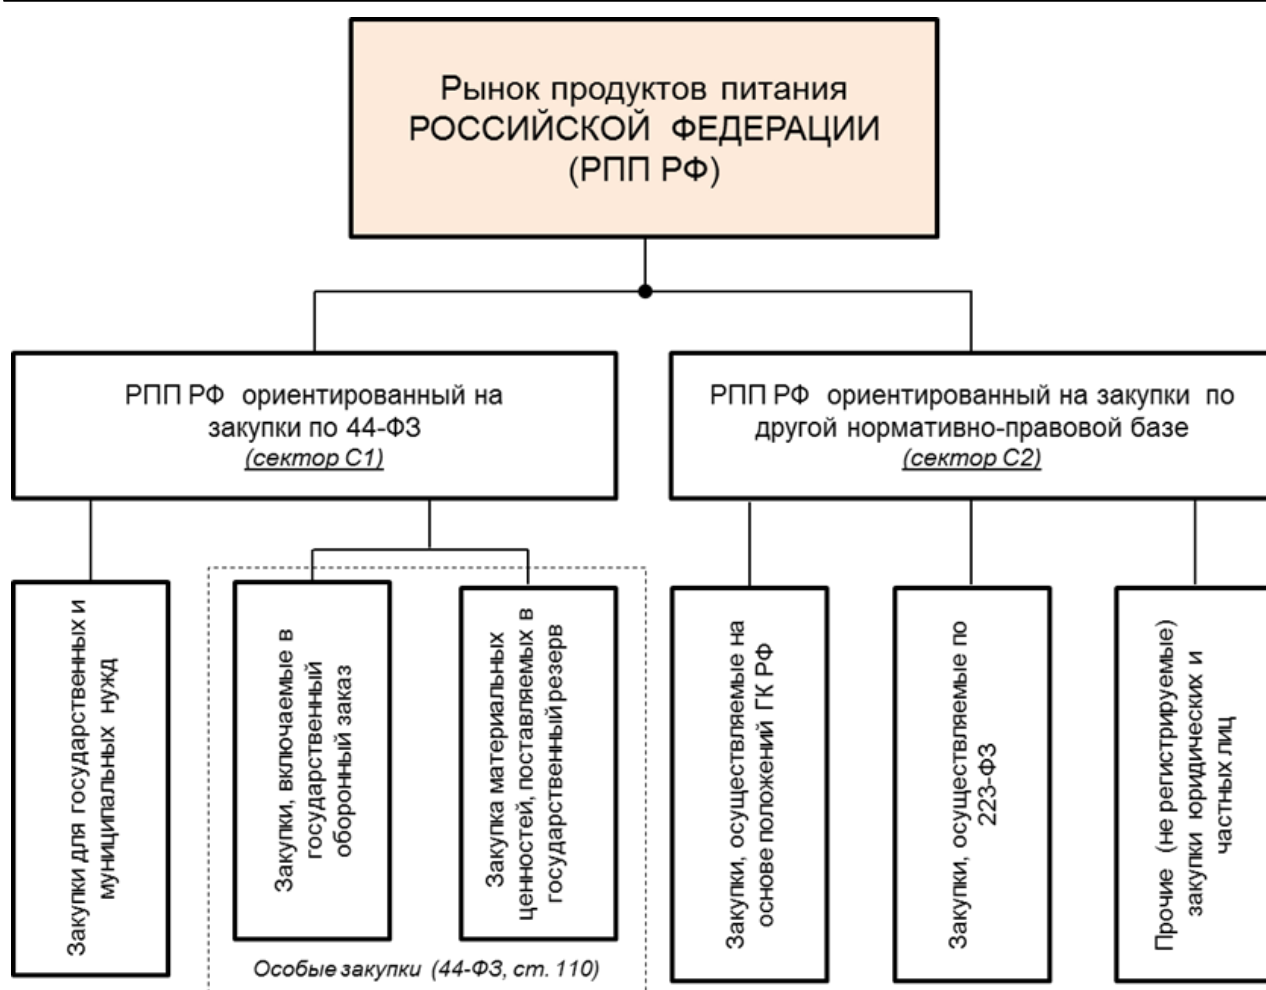 Рынок продуктов питания
РОССИЙСКОЙ ФЕДЕРАЦИИ
(РПП РФ)
РПП РФ ориентированный на
закупки по 44-ФЗ
(сектор С1)
РПП РФ ориентированный на закупки по
другой нормативно-правовой базе
(сектор С2)
Закупки для государственных и
муниципальных нужд
Закупки, включаемые в
государственный
оборонный заказ
Закупка материальных
ценностей, поставляемых в
государственный резерв
Особые закупки (44-ФЗ, ст. 110)
Закупки, осуществляемые на
основе положений ГК РФ
Закупки, осуществляемые по
223-ФЗ
Прочие (не регистрируемые)
закупки юридических и
частных лиц